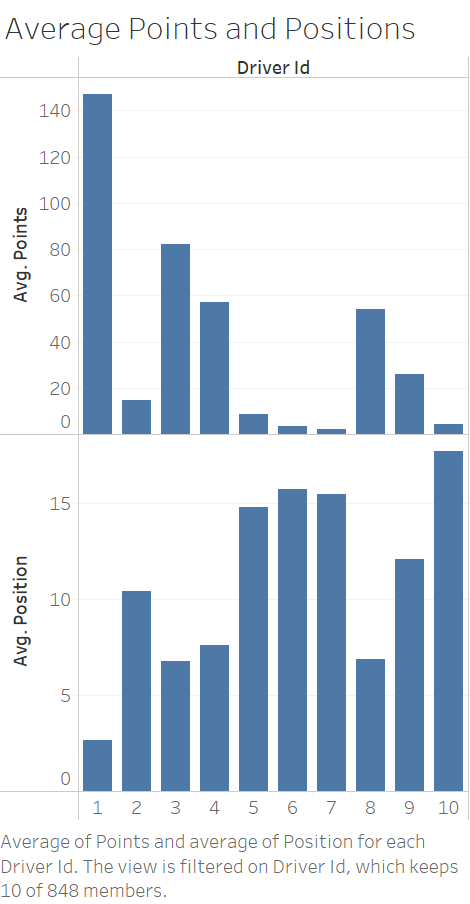 Average Points and Positions
Driver Id
Avg. Points
140
120
100
80
60
40
20
0
Avg. Position
15
10
5
0
1 2 3 4 5 6 7 8 9 10
Average of Points and average of Position for each
Driver Id. The view is filtered on Driver Id, which keeps
10 of 848 members.